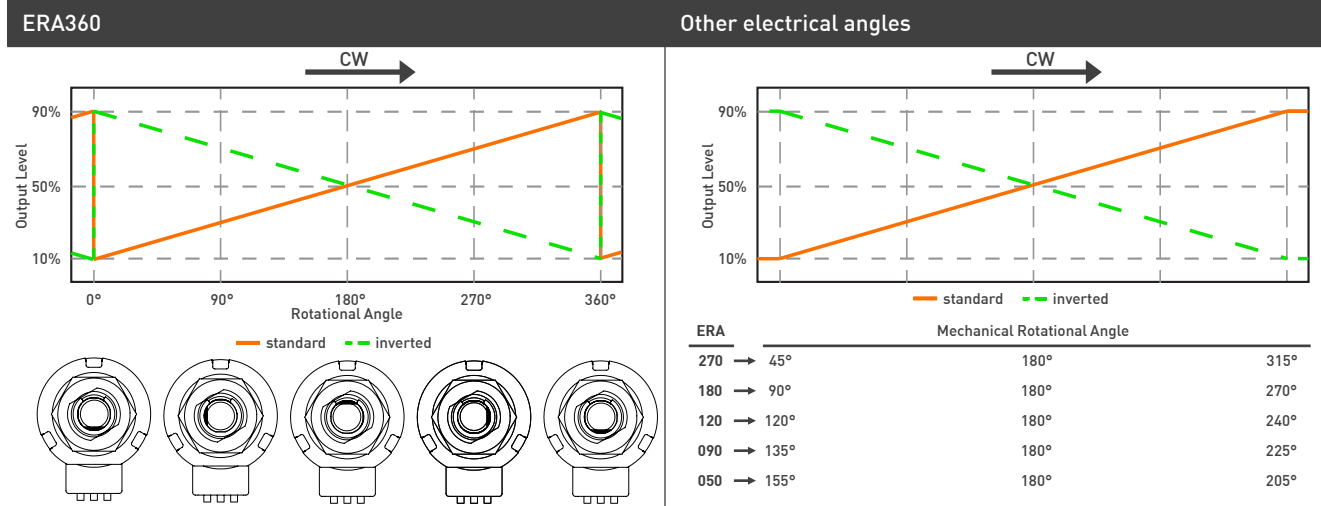 ERA360
CW
90%
50%
10%
Output Level
0° 90° 180° 270° 360°
Rotational Angle
standard inverted
Other electrical angles
CW
90%
50%
10%
Output Level
standard inverted
ERA Mechanical Rotational Angle
270 → 45° 180° 315°
180 → 90° 180° 270°
120 → 120° 180° 240°
090 → 135° 180° 225°
050 → 155° 180° 205°